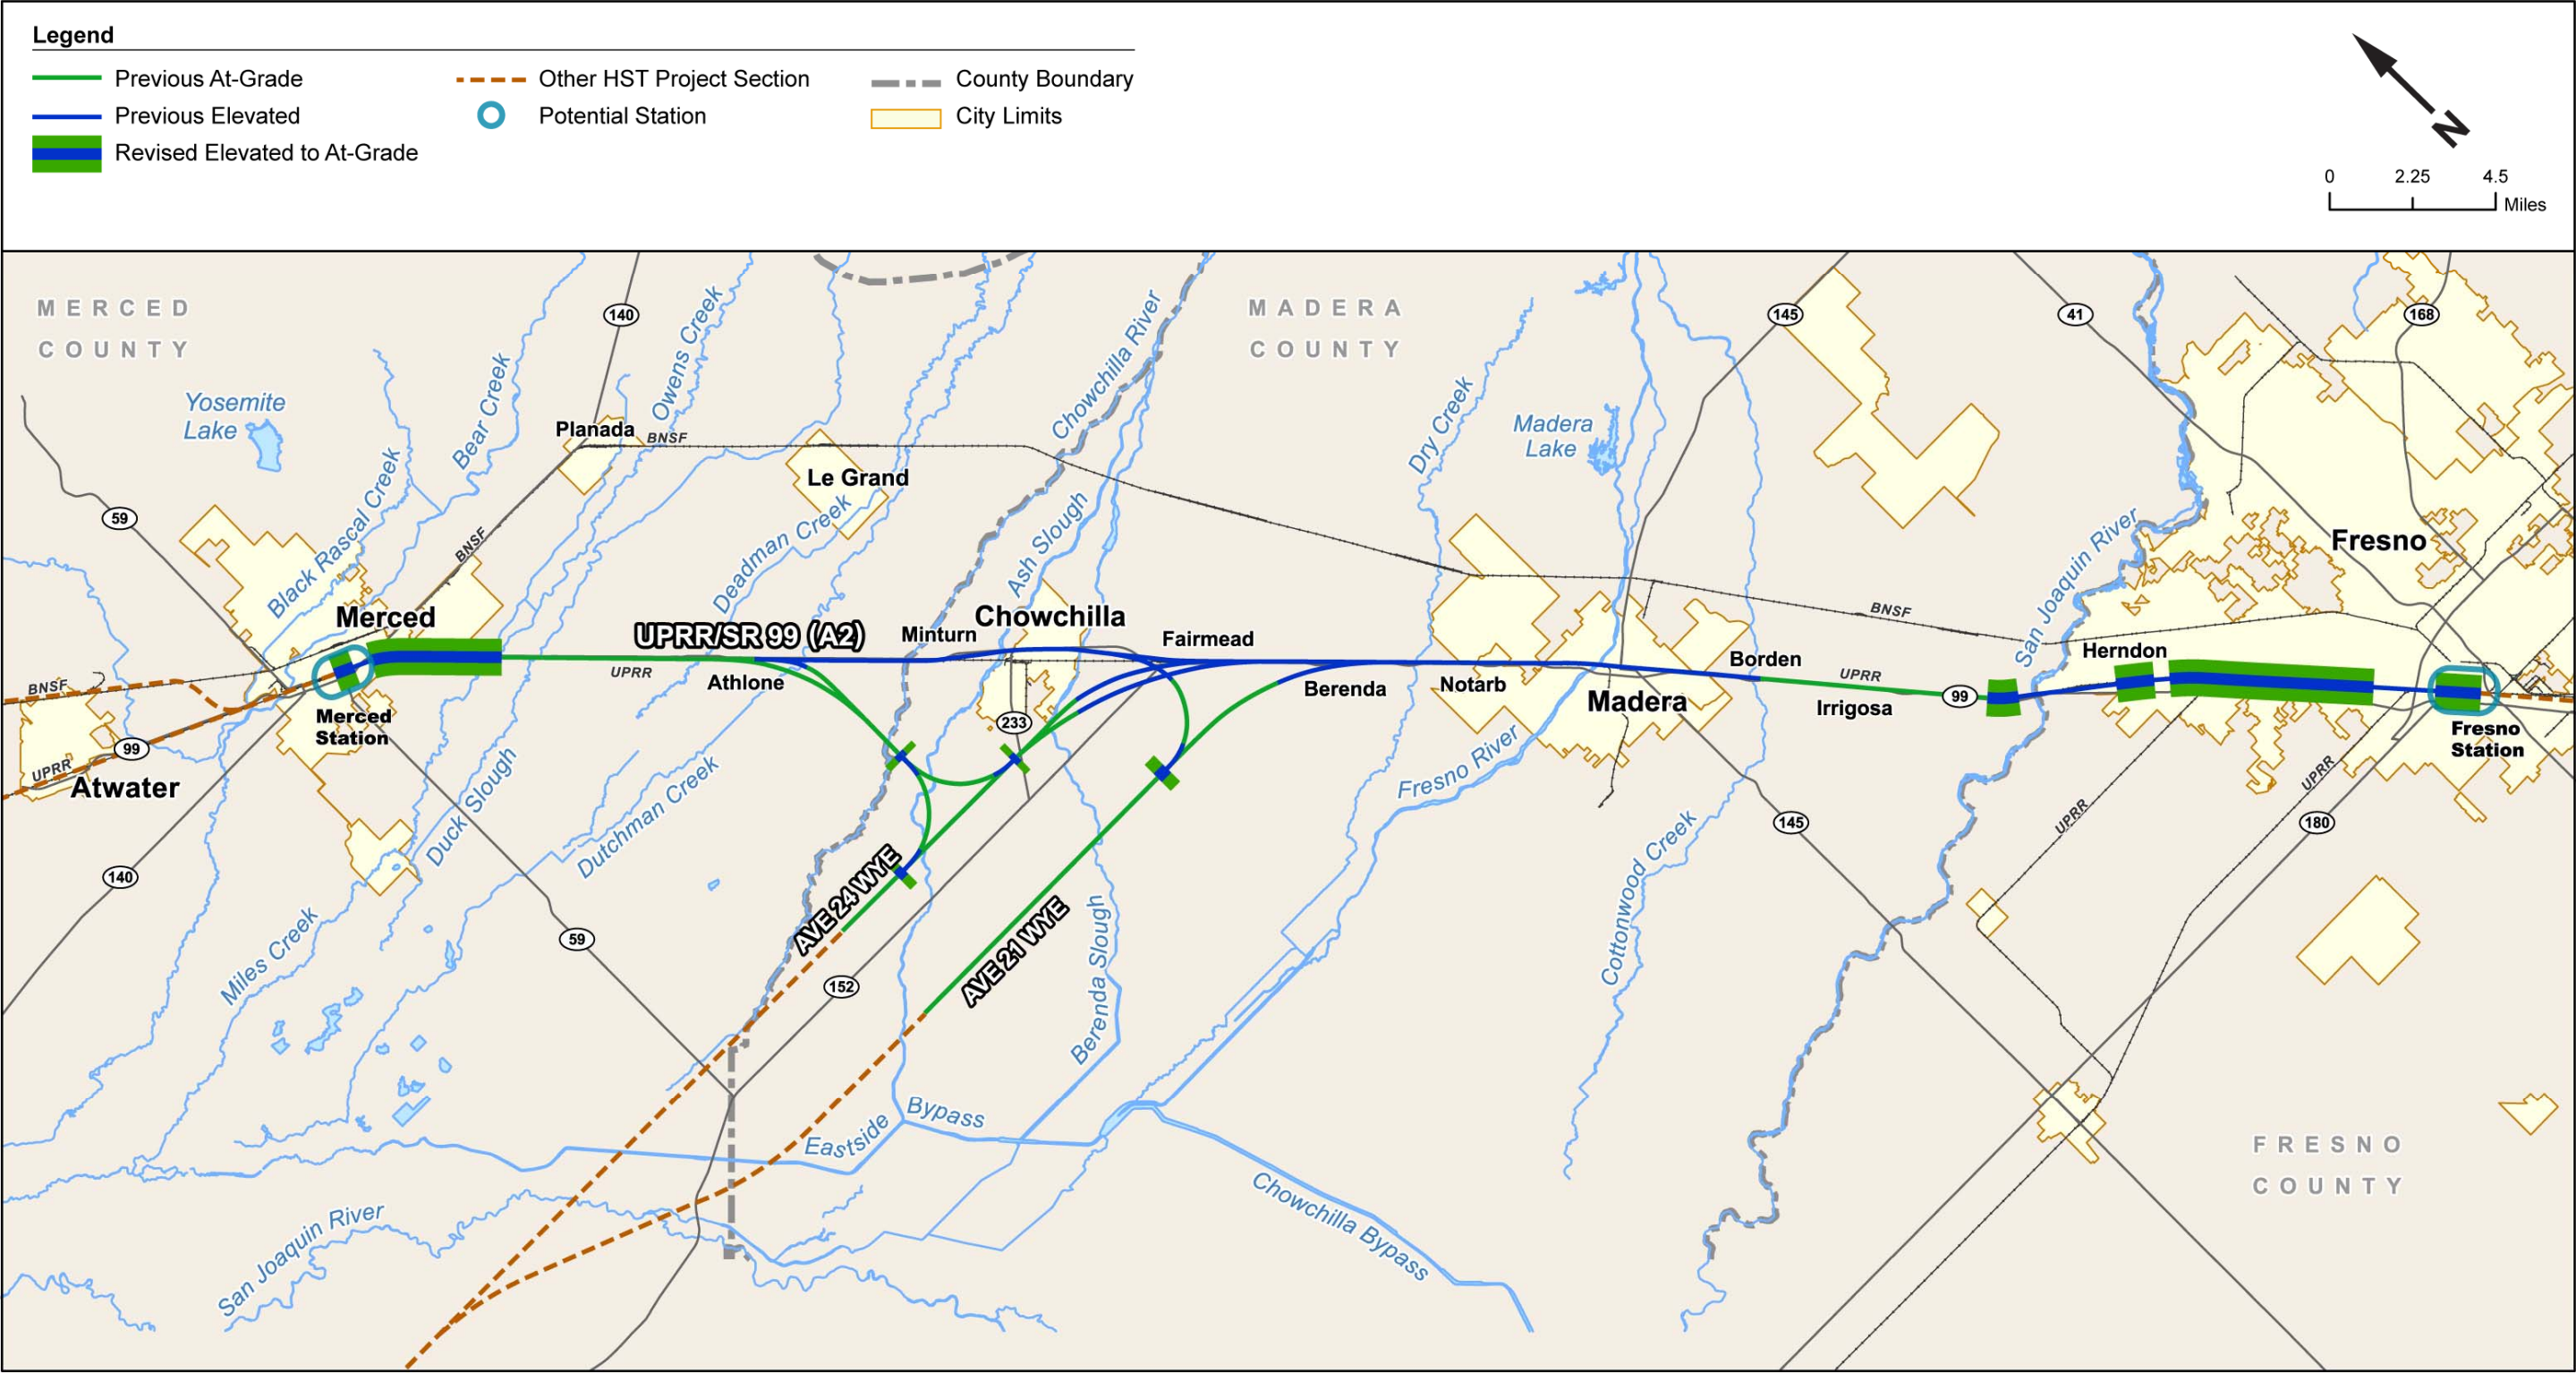 Legend
Previous At-Grade
Previous Elevated
Revised Elevated to At-Grade
Other HST Project Section
Potential Station
County Boundary
City Limits
N
0 2.25 4.5
Miles
MERCED
COUNTY
MADERA
COUNTY
140
145
41
168
Yosemite
Lake
Bear Creek
Owens Creek
Chowchilla River
Dry Creek
Madera
Lake
Planada
BNSF
Le Grand
59
Black Rascal Creek
BNSF
Deadman Creek
Ash Slough
San Joaquin River
Fresno
Merced
UPRR/SR 99 (A2)
Minturn
Chowchilla
Fairmead
BNSF
Herndon
BNSF
Merced
Station
UPRR
Athlone
233
Berenda
Notarb
Madera
Borden
UPRR
Irrigosa
99
Fresno
Station
99
UPRR
Atwater
Duck Slough
Dutchman Creek
Fresno River
UPRR
UPRR
180
140
145
AVE 24 WYE
AVE 21 WYE
Berenda Slough
Cottonwood Creek
Miles Creek
59
152
Eastside
Bypass
San Joaquin River
Chowchilla Bypass
FRESNO
COUNTY